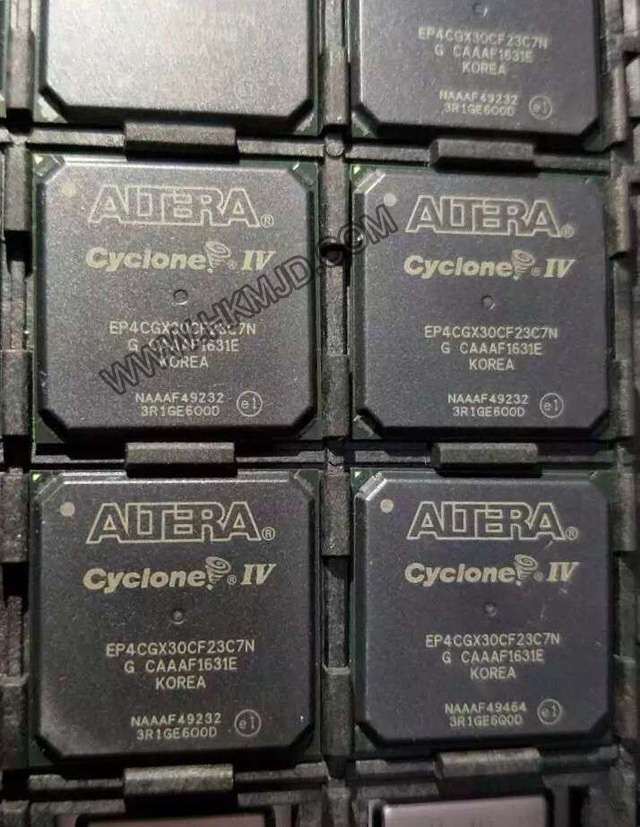 EP4CGX30CF23C7N
G CAAAF1631E
KOREA
NAAAF49232
3R1GE600D e1
ALTERA®
Cyclone® IV
EP4CGX30CF23C7N
G CAAAF1631E
KOREA
NAAAF49232
3R1GE600D e1
ALTERA®
Cyclone® IV
EP4CGX30CF23C7N
G CAAAF1631E
KOREA
NAAAF49232
3R1GE600D e1
WWW.HKMJD.COM
ALTERA®
Cyclone® IV
EP4CGX30CF23C7N
G CAAAF1631E
KOREA
NAAAF49232
3R1GE600D e1
ALTERA®
Cyclone® IV
EP4CGX30CF23C7N
G CAAAF1631E
KOREA
NAAAF49464
3R1GE600D e1